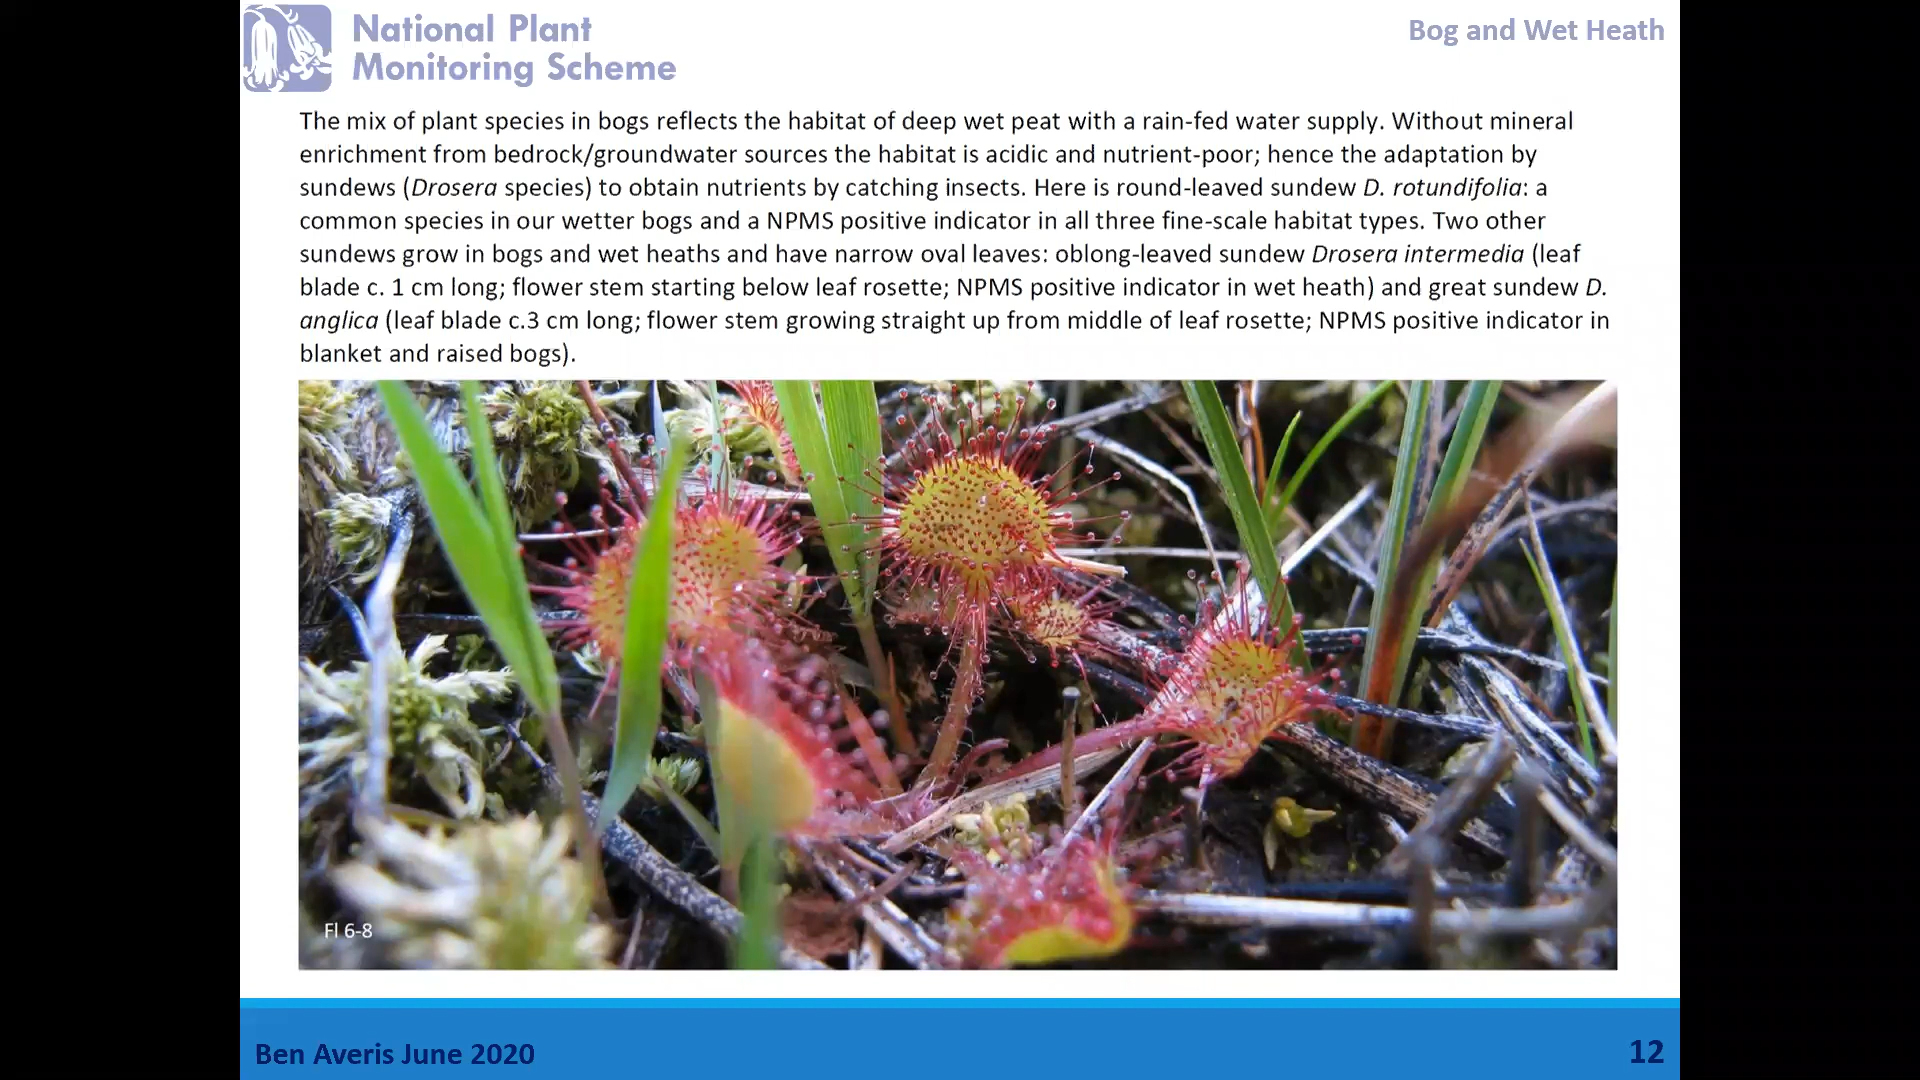 National Plant
Monitoring Scheme
Bog and Wet Heath
The mix of plant species in bogs reflects the habitat of deep wet peat with a rain-fed water supply. Without mineral
enrichment from bedrock/groundwater sources the habitat is acidic and nutrient-poor; hence the adaptation by
sundews (Drosera species) to obtain nutrients by catching insects. Here is round-leaved sundew D. rotundifolia: a
common species in our wetter bogs and a NPMS positive indicator in all three fine-scale habitat types. Two other
sundews grow in bogs and wet heaths and have narrow oval leaves: oblong-leaved sundew Drosera intermedia (leaf
blade c. 1 cm long; flower stem starting below leaf rosette; NPMS positive indicator in wet heath) and great sundew D.
anglica (leaf blade c.3 cm long; flower stem growing straight up from middle of leaf rosette; NPMS positive indicator in
blanket and raised bogs).
Fl 6-8
Ben Averis June 2020
12